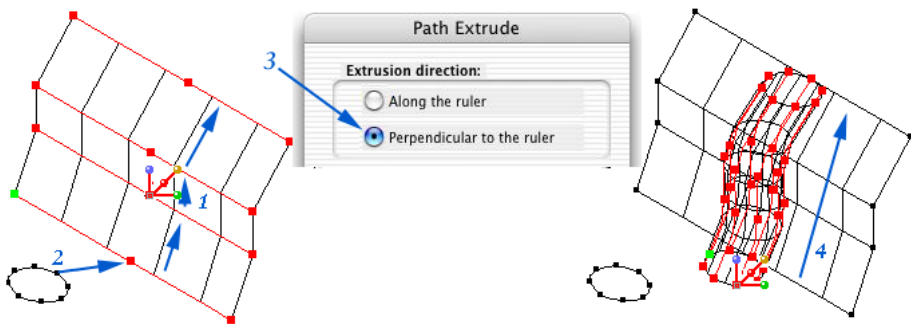 Path Extrude
3
Extrusion direction:
Along the ruler
Perpendicular to the ruler
1
2
4